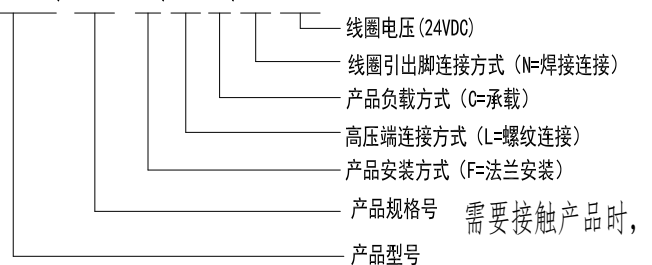 线圈电压(24VDC)
线圈引出脚连接方式（N=焊接连接）
产品负载方式（C=承载）
高压端连接方式（L=螺纹连接）
产品安装方式（F=法兰安装）
产品规格号 需要接触产品时，
产品型号